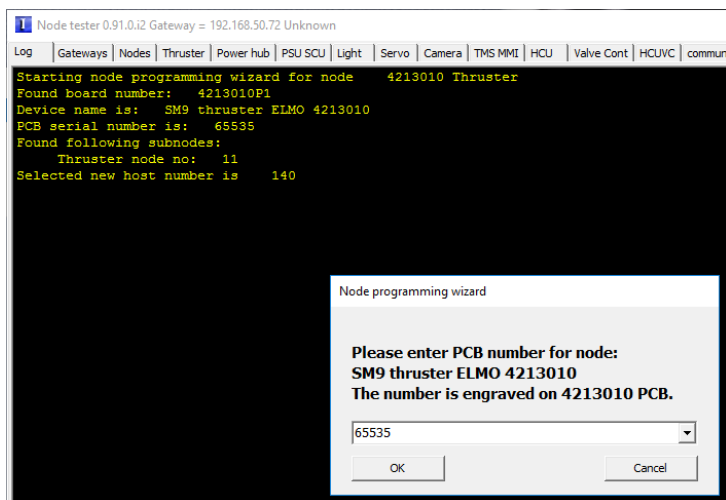 Node tester 0.91.0.i2 Gateway = 192.168.50.72 Unknown
Log Gateways Nodes Thruster Power hub PSU SCU Light Servo Camera TMS MMI HCU Valve Cont HCUVC commun
Starting node programming wizard for node 4213010 Thruster
Found board number: 4213010P1
Device name is: SM9 thruster ELMO 4213010
PCB serial number is: 65535
Found following subnodes:
Thruster node no: 11
Selected new host number is 140
Node programming wizard
Please enter PCB number for node:
SM9 thruster ELMO 4213010
The number is engraved on 4213010 PCB.
65535
OK Cancel